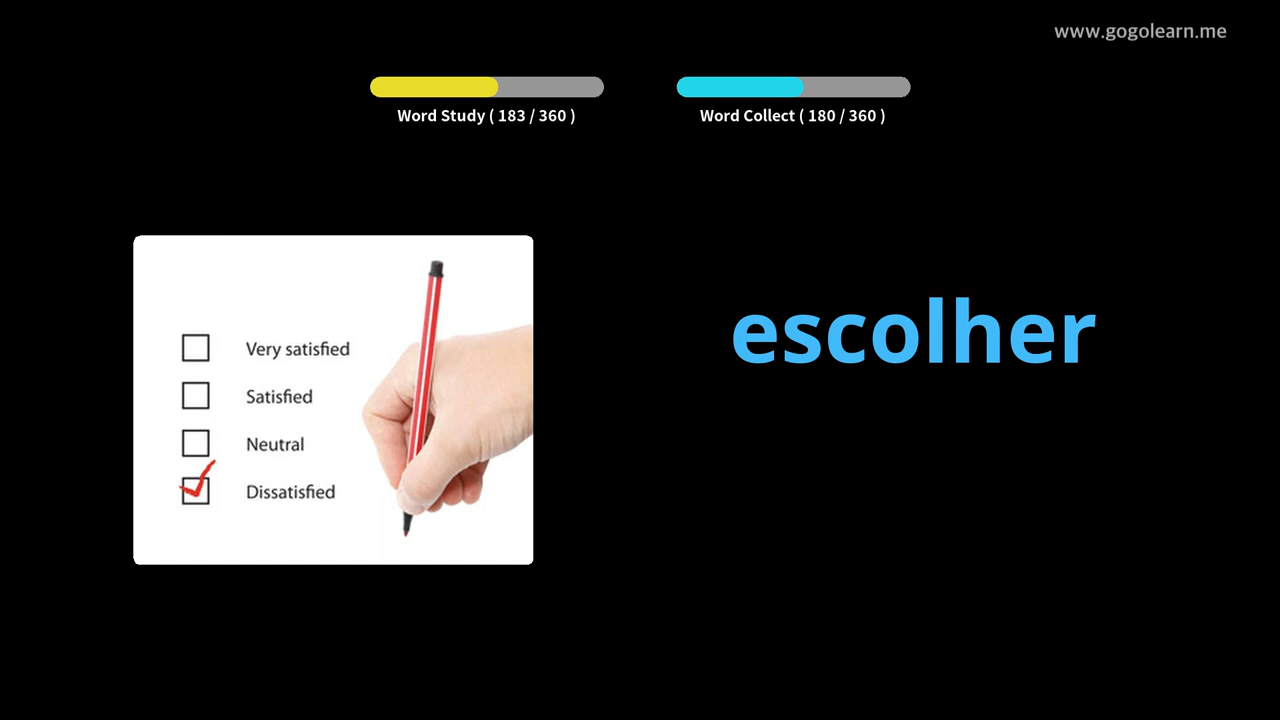 www.gogolearn.me
Word Study ( 183 / 360 )
Word Collect ( 180 / 360 )
Very satisfied
Satisfied
Neutral
Dissatisfied
escolher